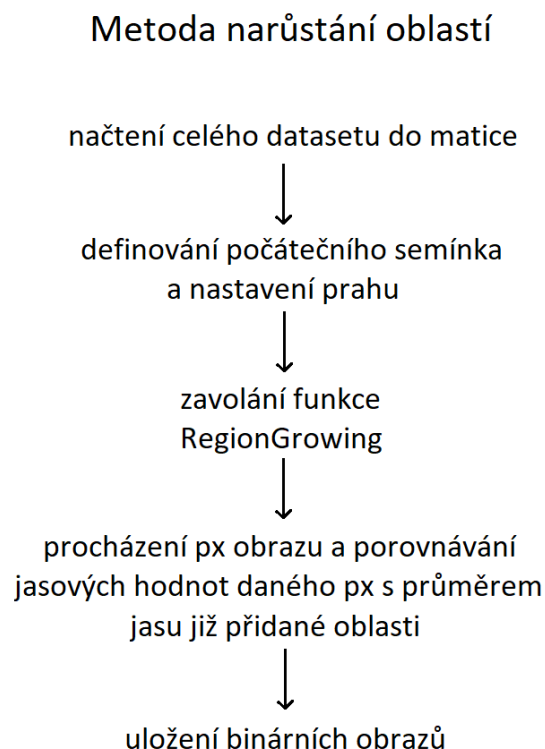 Metoda narůstání oblastí
načtení celého datasetu do matice
definování počátečního semínka
a nastavení prahu
zavolání funkce
RegionGrowing
procházení px obrazu a porovnávání
jasových hodnot daného px s průměrem
jasu již přidané oblasti
uložení binárních obrazů